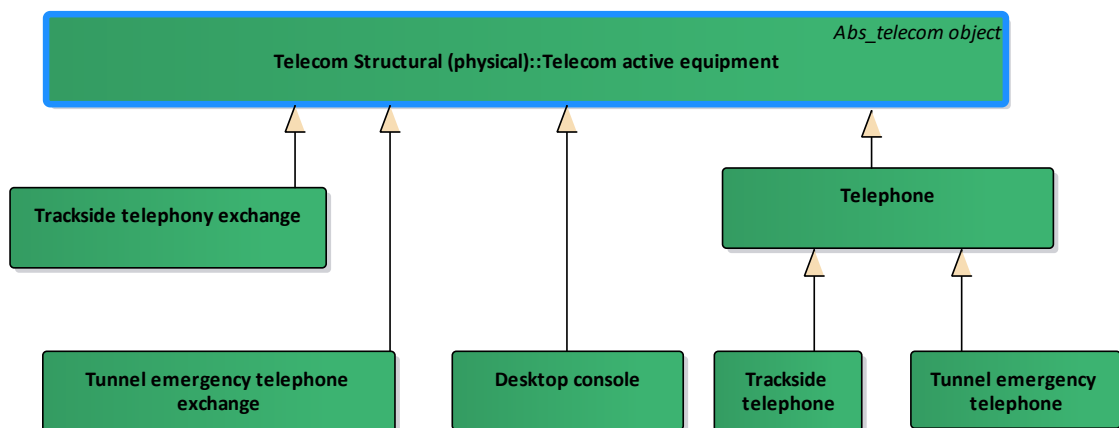 Abs_telecom object
Telecom Structural (physical)::Telecom active equipment
Telephone
Trackside telephony exchange
Tunnel emergency telephone
exchange
Desktop console
Trackside
telephone
Tunnel emergency
telephone